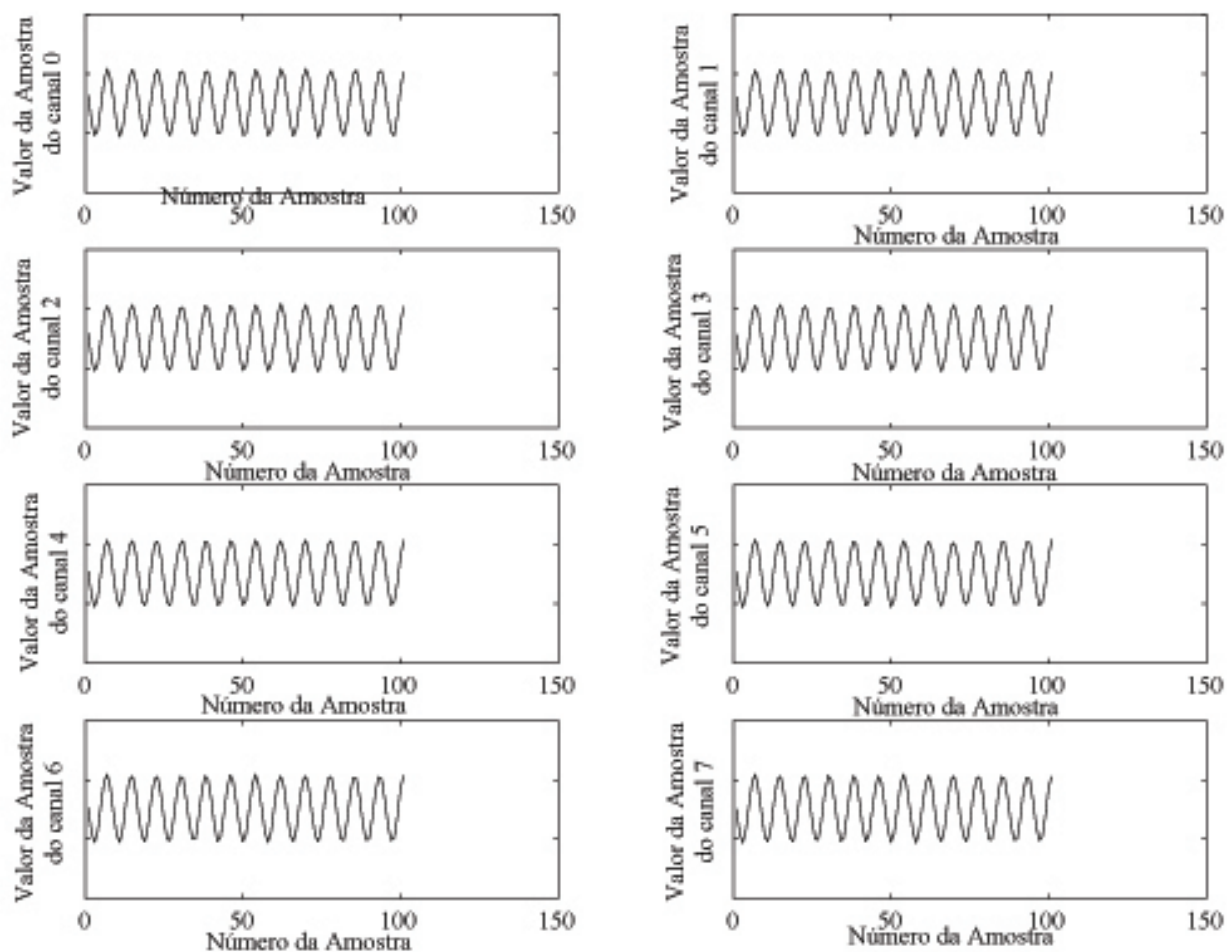 Valor da Amostra
do canal 0
Número da Amostra
0 50 100 150
Valor da Amostra
do canal 1
0 50 100 150
Número da Amostra
Valor da Amostra
do canal 2
0 50 100 150
Número da Amostra
Valor da Amostra
do canal 3
0 50 100 150
Número da Amostra
Valor da Amostra
do canal 4
0 50 100 150
Número da Amostra
Valor da Amostra
do canal 5
0 50 100 150
Número da Amostra
Valor da Amostra
do canal 6
0 50 100 150
Número da Amostra
Valor da Amostra
do canal 7
0 50 100 150
Número da Amostra